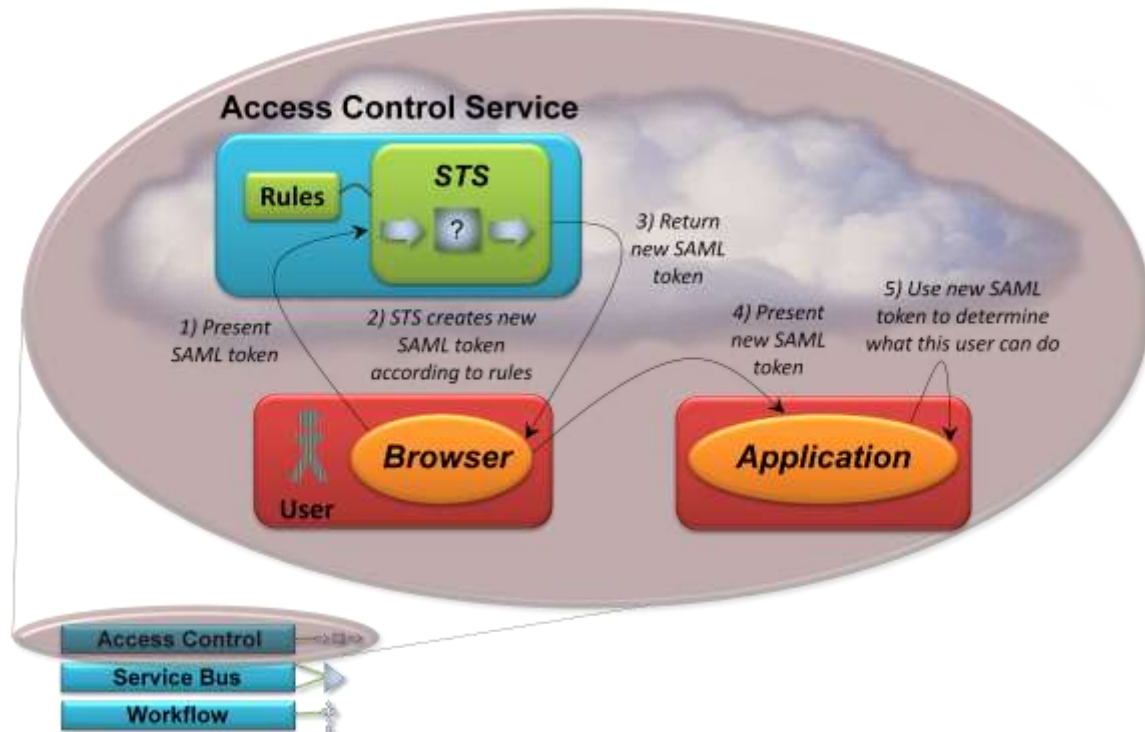 Access Control Service
Rules
STS
?
1) Present
SAML token
2) STS creates new
SAML token
according to rules
3) Return
new SAML
token
4) Present
new SAML
token
5) Use new SAML
token to determine
what this user can do
User
Browser
Application
Access Control
Service Bus
Workflow